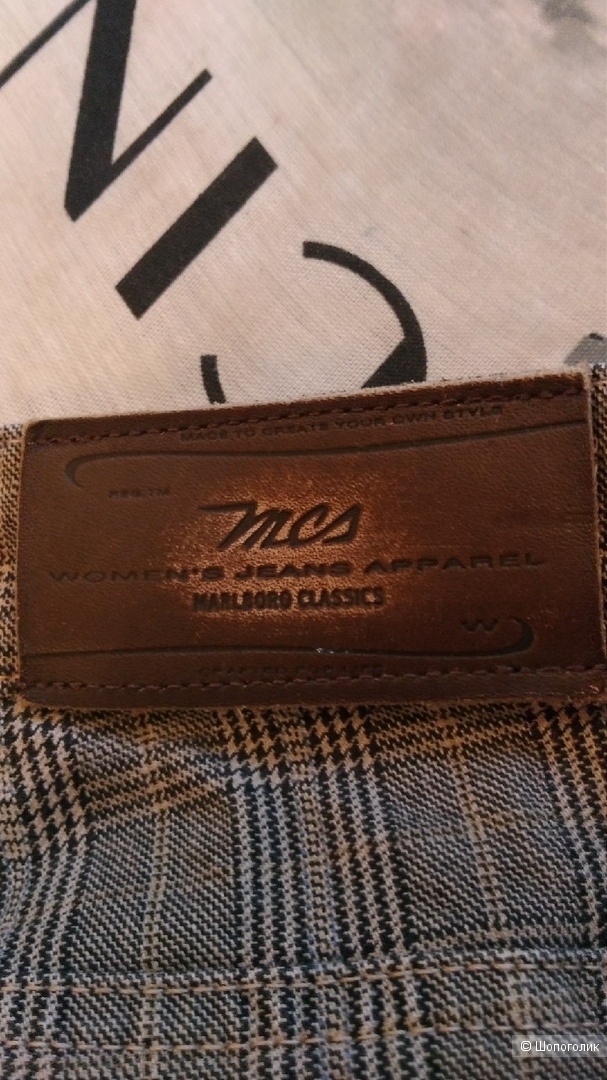 MADE TO CREATE YOUR OWN STYLE
REG.TM
mcs
WOMEN'S JEANS APPAREL
MARLBORO CLASSICS
W
© Шопоголик